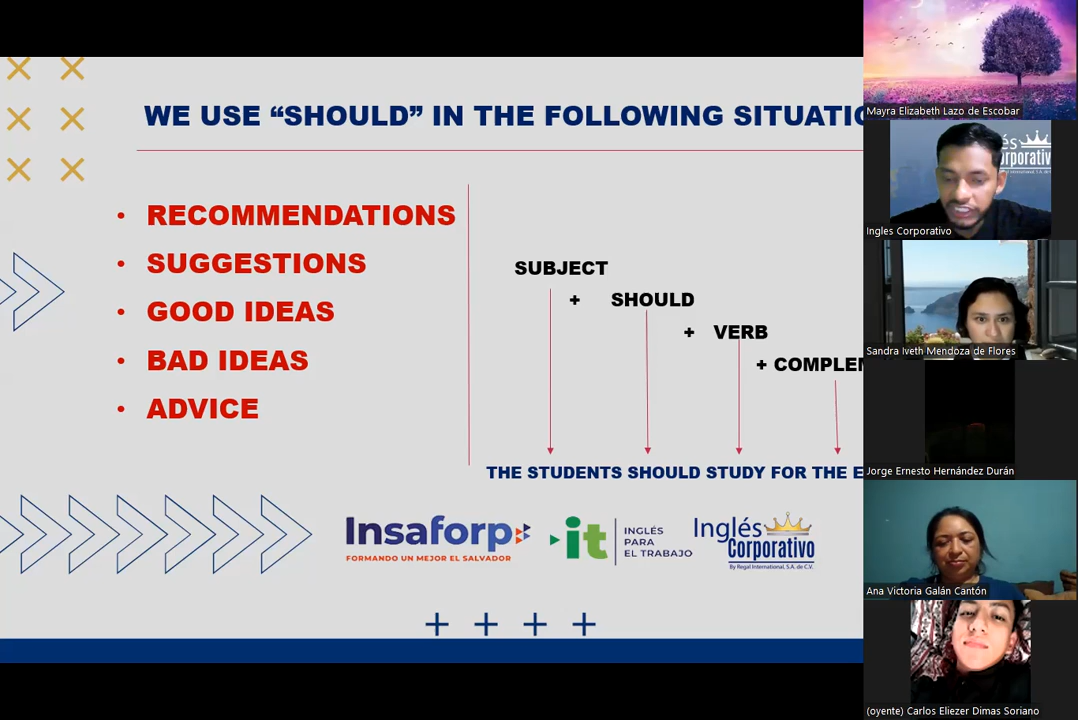 WE USE “SHOULD” IN THE FOLLOWING
RECOMMENDATIONS
SUGGESTIONS
GOOD IDEAS
BAD IDEAS
ADVICE
SUBJECT
+ SHOULD
+ VERB
+
THE STUDENTS SHOULD STUDY FOR THE
Insaforp
FORMANDO UN MEJOR EL SALVADOR
it
INGLÉS
PARA
EL TRABAJO
Inglés
Corporativo
By Regal International, S.A. de C.V.
Mayra Elizabeth Lazo de Escobar
Ingles Corporativo
Sandra Iveth Mendoza de Flores
Jorge Ernesto Hernández Durán
Ana Victoria Galán Cantón
(oyente) Carlos Eliezer Dimas Soriano